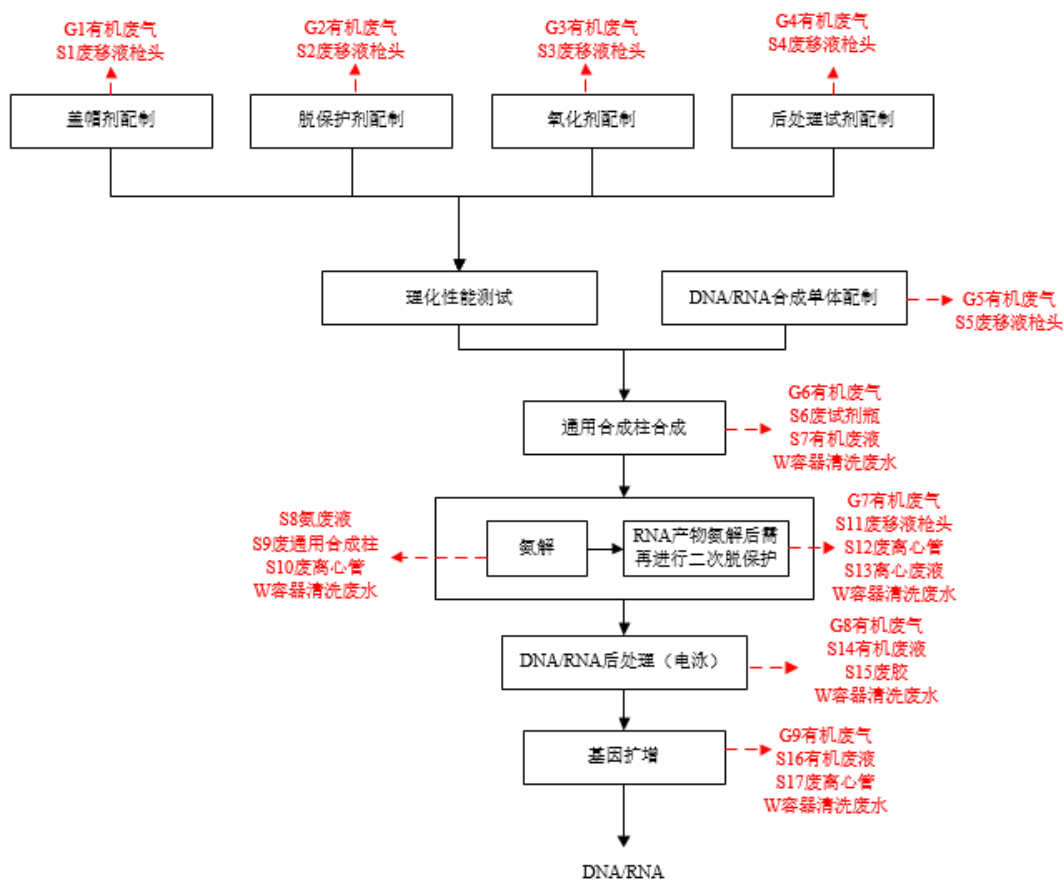 G1有机废气
S1废移液枪头
G2有机废气
S2废移液枪头
G3有机废气
S3废移液枪头
G4有机废气
S4废移液枪头
盖帽剂配制
脱保护剂配制
氧化剂配制
后处理试剂配制
理化性能测试
DNA/RNA合成单体配制
G5有机废气
S5废移液枪头
通用合成柱合成
G6有机废气
S6废试剂瓶
S7有机废液
W容器清洗废水
S8氨废液
S9废通用合成柱
S10废离心管
W容器清洗废水
氨解
RNA产物氨解后需
再进行二次脱保护
G7有机废气
S11废移液枪头
S12废离心管
S13离心废液
W容器清洗废水
DNA/RNA后处理（电泳）
G8有机废气
S14有机废液
S15废胶
W容器清洗废水
基因扩增
G9有机废气
S16有机废液
S17废离心管
W容器清洗废水
DNA/RNA